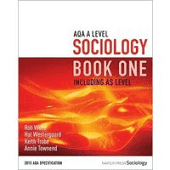 AQA A LEVEL
SOCIOLOGY
BOOK ONE
INCLUDING AS LEVEL
Rob Webb
Hal Westergaard
Keith Trobe
Annie Townend
2015 AQA SPECIFICATION
Sociology